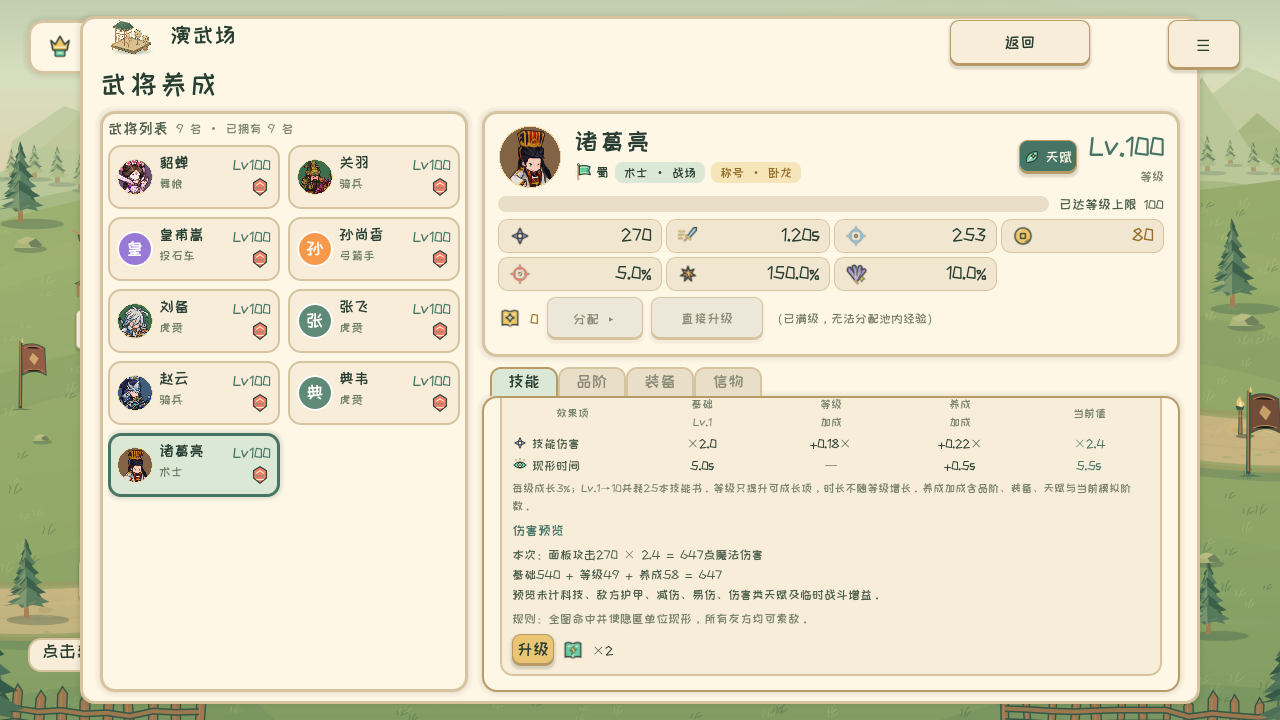 演武场
返回
☰
武将养成
武将列表 9 名 · 已拥有 9 名
貂蝉 Lv100
舞娘
关羽 Lv100
骑兵
皇 皇甫嵩 Lv100
投石车
孙 孙尚香 Lv100
弓箭手
刘备 Lv100
虎贲
张 张飞 Lv100
虎贲
赵云 Lv100
骑兵
典 典韦 Lv100
虎贲
诸葛亮 Lv100
术士
点击
诸葛亮
蜀 术士 · 战场 称号 · 卧龙
天赋
Lv.100
等级
已达等级上限 100
270 1.20s 253 80
5.0% 150.0% 10.0%
0 分配 ▸ 直接升级 (已满级，无法分配池内经验)
技能 品阶 装备 信物
效果项 基础 Lv.1 等级 加成 养成 加成 当前值
技能伤害 ×2.0 +0.18× +0.22× ×2.4
现形时间 5.0s — +0.5s 5.5s
每级成长3%；Lv.1→10共耗25本技能书。等级只提升可成长项，时长不随等级增长。养成加成含品阶、装备、天赋与当前模拟阶
数。
伤害预览
本次：面板攻击270 × 2.4 = 647点魔法伤害
基础540 + 等级49 + 养成58 = 647
预览未计科技、敌方护甲、减伤、易伤、伤害类天赋及临时战斗增益。
规则：全图命中并使隐匿单位现形，所有友方均可索敌。
升级 ×2